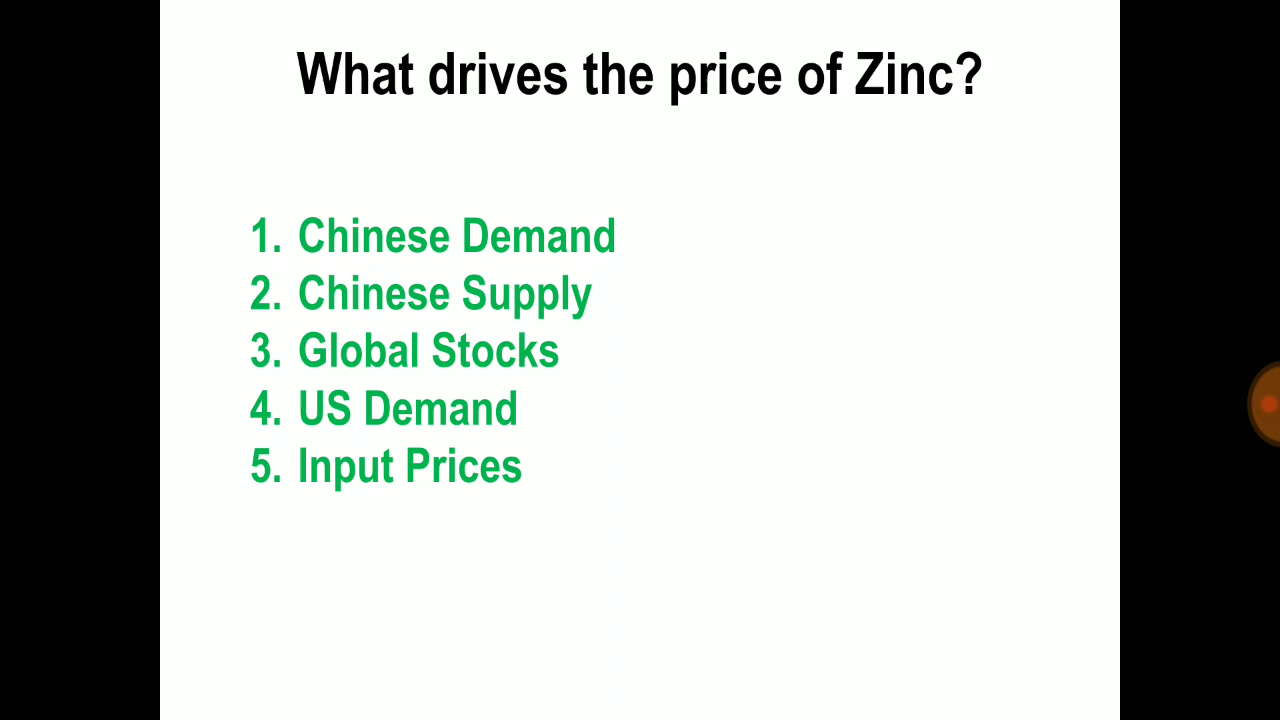 What drives the price of Zinc?
1. Chinese Demand
2. Chinese Supply
3. Global Stocks
4. US Demand
5. Input Prices